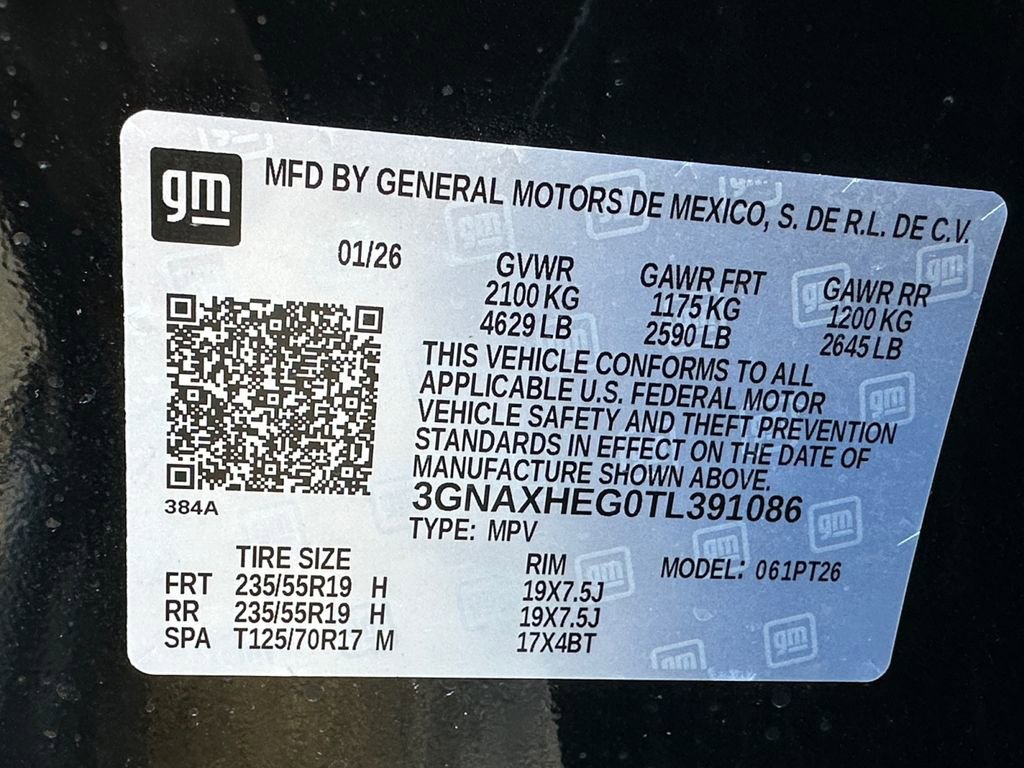 gm
MFD BY GENERAL MOTORS DE MEXICO, S. DE R.L. DE C.V.
01/26
GVWR
2100 KG
4629 LB
GAWR FRT
1175 KG
2590 LB
GAWR RR
1200 KG
2645 LB
THIS VEHICLE CONFORMS TO ALL
APPLICABLE U.S. FEDERAL MOTOR
VEHICLE SAFETY AND THEFT PREVENTION
STANDARDS IN EFFECT ON THE DATE OF
MANUFACTURE SHOWN ABOVE.
3GNAXHEG0TL391086
TYPE: MPV
384A
TIRE SIZE RIM MODEL: 061PT26
FRT 235/55R19 H 19X7.5J
RR 235/55R19 H 19X7.5J
SPA T125/70R17 M 17X4BT